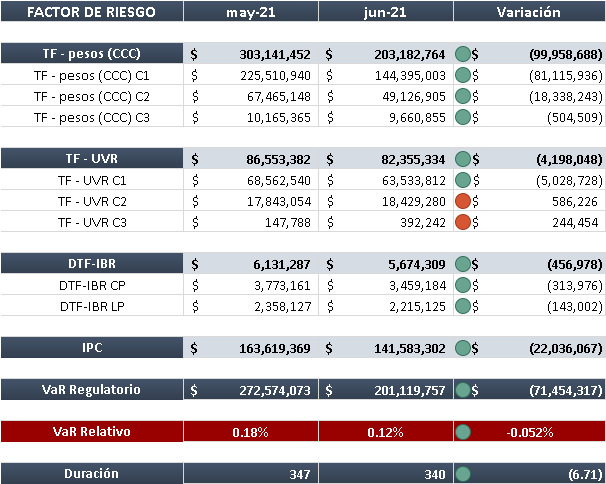 FACTOR DE RIESGO may-21 jun-21 Variación
TF - pesos (CCC) $ 303,141,452 $ 203,182,764 $ (99,958,688)
TF - pesos (CCC) C1 $ 225,510,940 $ 144,395,003 $ (81,115,936)
TF - pesos (CCC) C2 $ 67,465,148 $ 49,126,905 $ (18,338,243)
TF - pesos (CCC) C3 $ 10,165,365 $ 9,660,855 $ (504,509)
TF - UVR $ 86,553,382 $ 82,355,334 $ (4,198,048)
TF - UVR C1 $ 68,562,540 $ 63,533,812 $ (5,028,728)
TF - UVR C2 $ 17,843,054 $ 18,429,280 $ 586,226
TF - UVR C3 $ 147,788 $ 392,242 $ 244,454
DTF-IBR $ 6,131,287 $ 5,674,309 $ (456,978)
DTF-IBR CP $ 3,773,161 $ 3,459,184 $ (313,976)
DTF-IBR LP $ 2,358,127 $ 2,215,125 $ (143,002)
IPC $ 163,619,369 $ 141,583,302 $ (22,036,067)
VaR Regulatorio $ 272,574,073 $ 201,119,757 $ (71,454,317)
VaR Relativo 0.18% 0.12% -0.052%
Duración 347 340 (6.71)